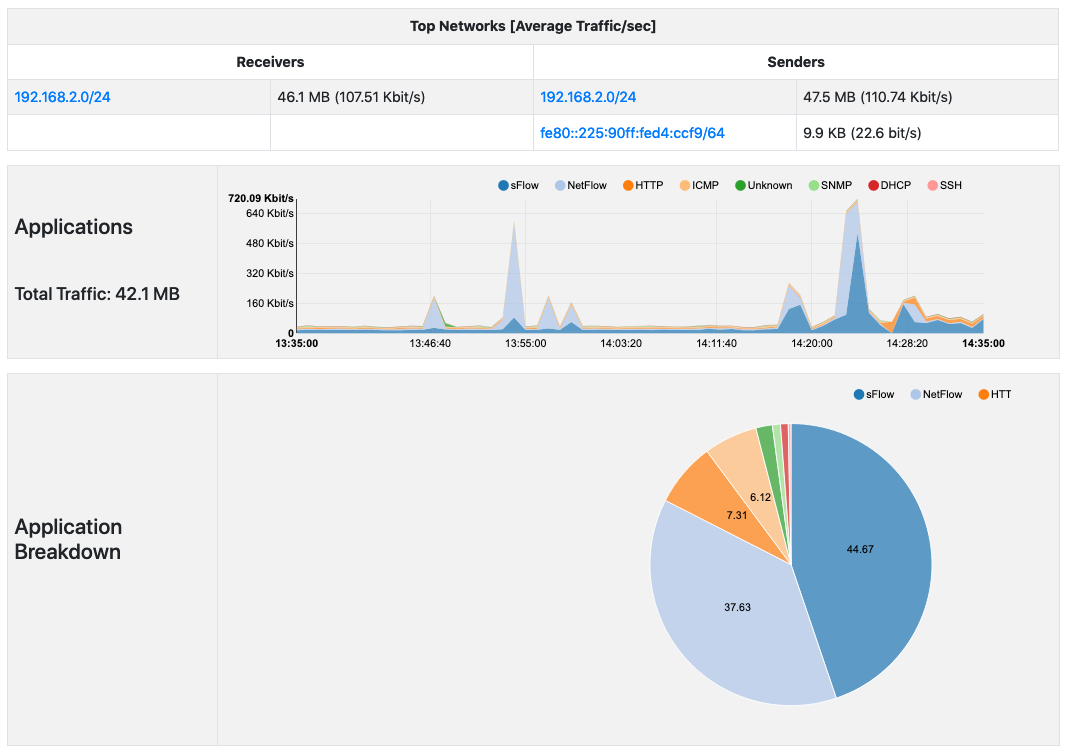 Top Networks [Average Traffic/sec]
Receivers Senders
192.168.2.0/24 46.1 MB (107.51 Kbit/s) 192.168.2.0/24 47.5 MB (110.74 Kbit/s)
fe80::225:90ff:fed4:ccf9/64 9.9 KB (22.6 bit/s)
sFlow NetFlow HTTP ICMP Unknown SNMP DHCP SSH
720.09 Kbit/s
640 Kbit/s
Applications
480 Kbit/s
320 Kbit/s
Total Traffic: 42.1 MB
160 Kbit/s
0
13:35:00 13:46:40 13:55:00 14:03:20 14:11:40 14:20:00 14:28:20 14:35:00
sFlow NetFlow HTT
6.12
7.31
Application
Breakdown
44.67
37.63